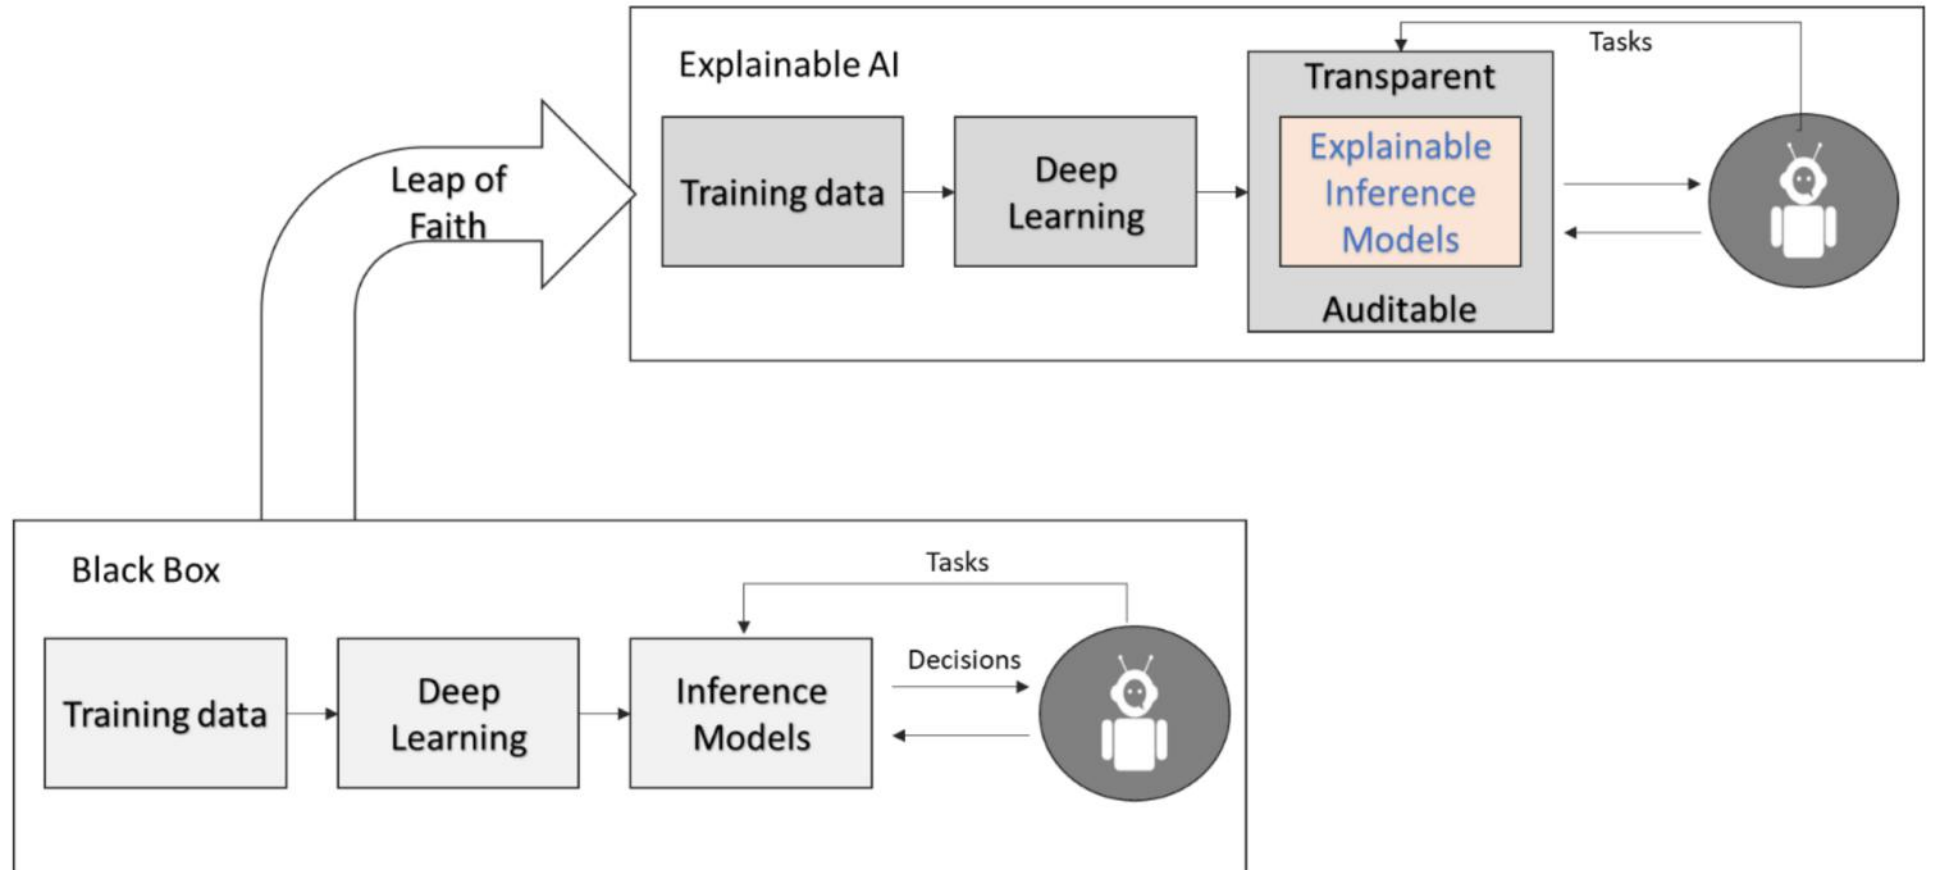 Explainable AI
Tasks
Training data
Deep
Learning
Transparent
Explainable
Inference
Models
Auditable
Leap of
Faith
Black Box
Tasks
Training data
Deep
Learning
Inference
Models
Decisions